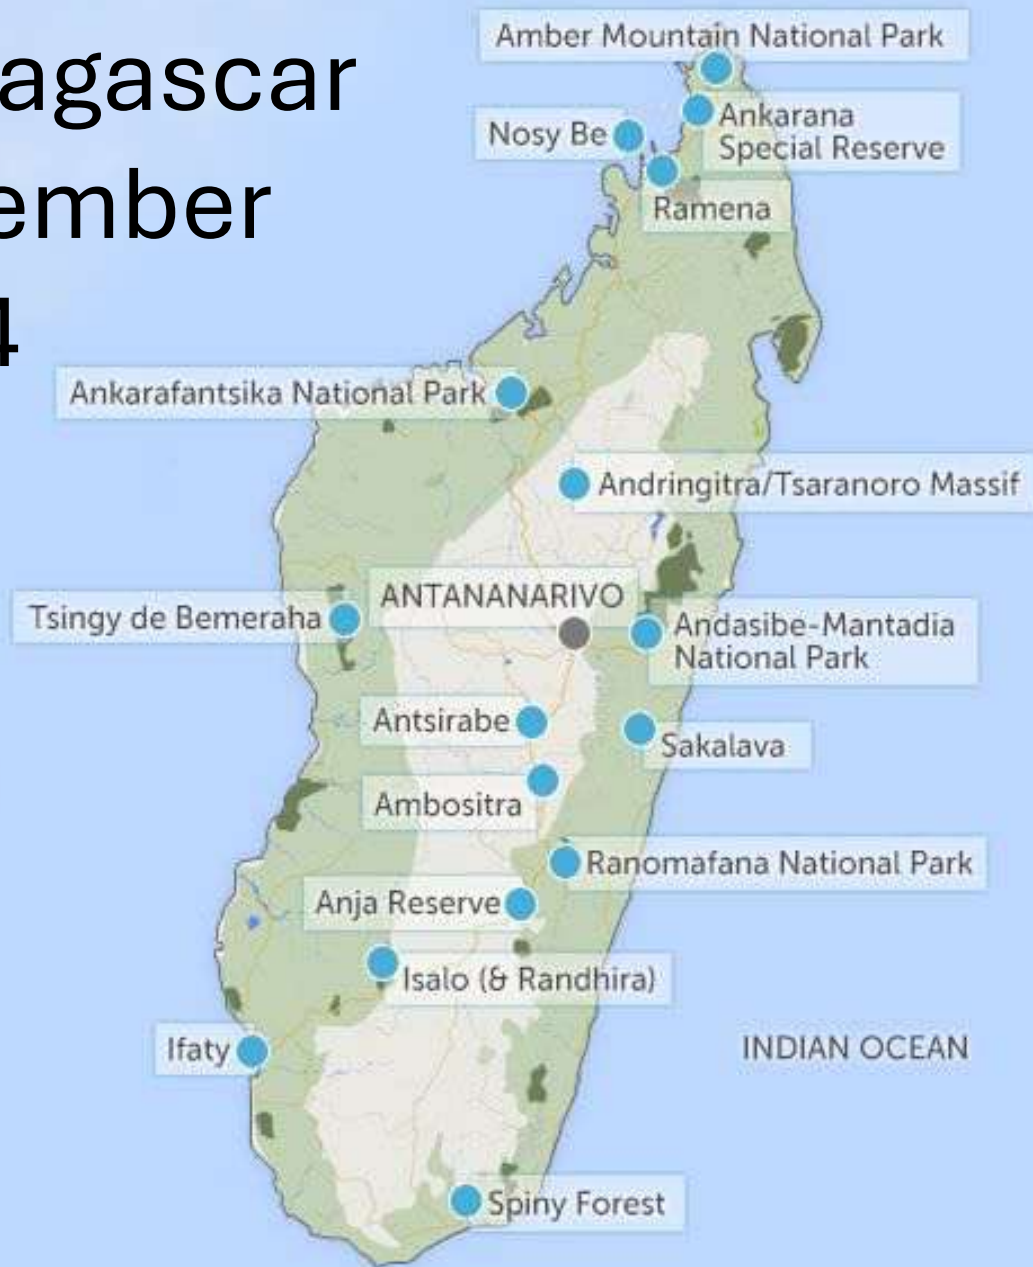 agascar
ember
4
Amber Mountain National Park
Ankarana
Special Reserve
Nosy Be
Ramena
Ankarafantsika National Park
Andringitra/Tsaranoro Massif
ANTANANARIVO
Tsingy de Bemeraha
Andasibe-Mantadia
National Park
Antsirabe
Sakalava
Ambositra
Ranomafana National Park
Anja Reserve
Isalo (& Randhira)
Ifaty
INDIAN OCEAN
Spiny Forest